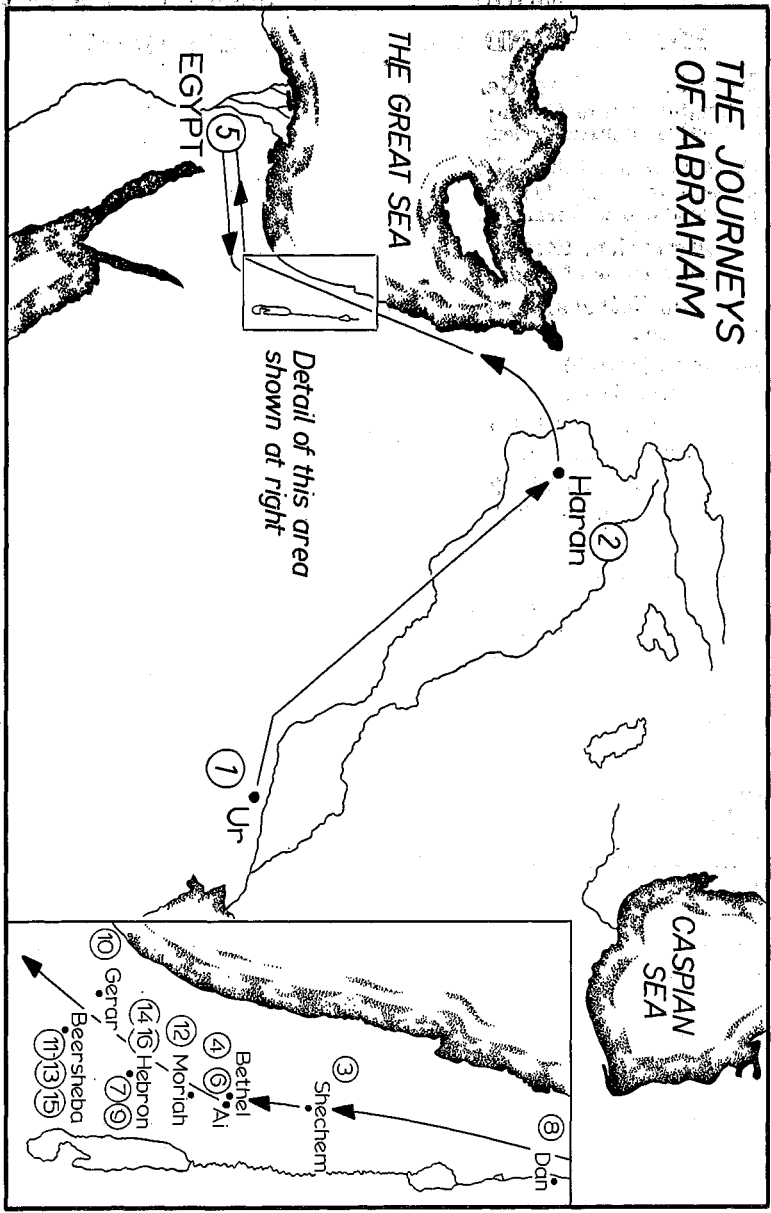 THE JOURNEYS
OF ABRAHAM
THE GREAT SEA
CASPIAN
SEA
EGYPT
5
Haran
2
Detail of this area
shown at right
1
Ur
8
Dan
3
Shechem
Bethel
4 6 Ai
12 Moriah
14 16 Hebron
7 9
10 Gerar
Beersheba
11 13 15